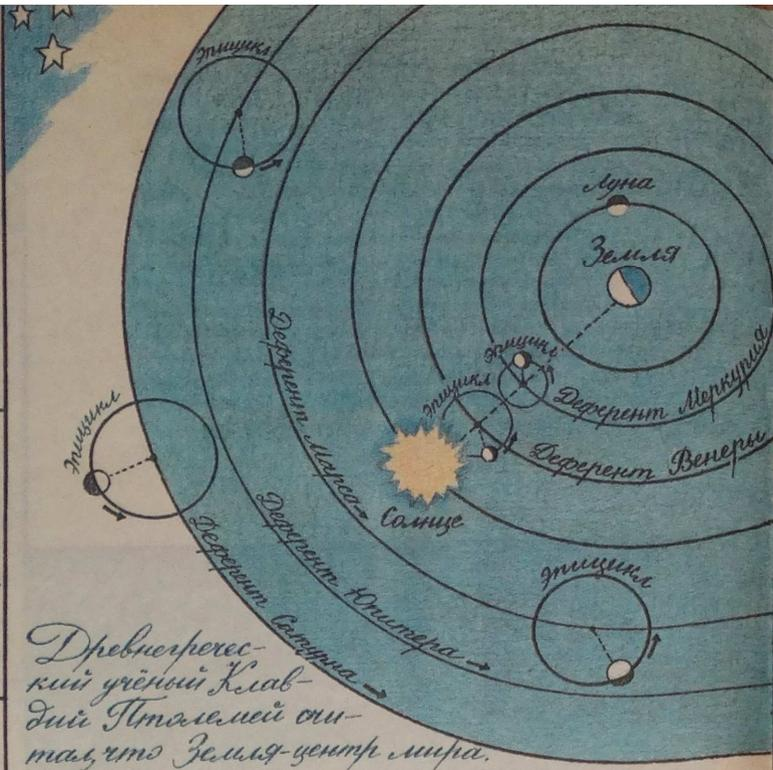 Эпицикл
Луна
Земля
Эпицикл
Эпицикл
Деферент Меркурия
Деферент Венеры
Деферент Марса
Солнце
Эпицикл
Деферент Юпитера
Деферент Сатурна
Эпицикл
Древнегречес-
кий учёный Клав-
дий Птолемей счи-
тал, что Земля-центр мира.